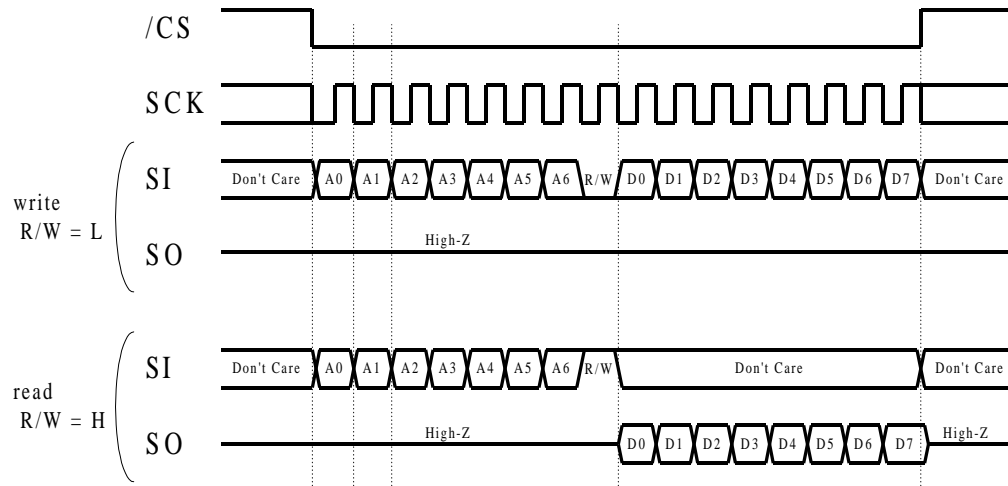 /CS
SCK
SI Don't Care A0 A1 A2 A3 A4 A5 A6 R/W D0 D1 D2 D3 D4 D5 D6 D7 Don't Care
write
R/W = L
High-Z
SO
SI Don't Care A0 A1 A2 A3 A4 A5 A6 R/W Don't Care Don't Care
read
R/W = H
SO High-Z D0 D1 D2 D3 D4 D5 D6 D7 High-Z